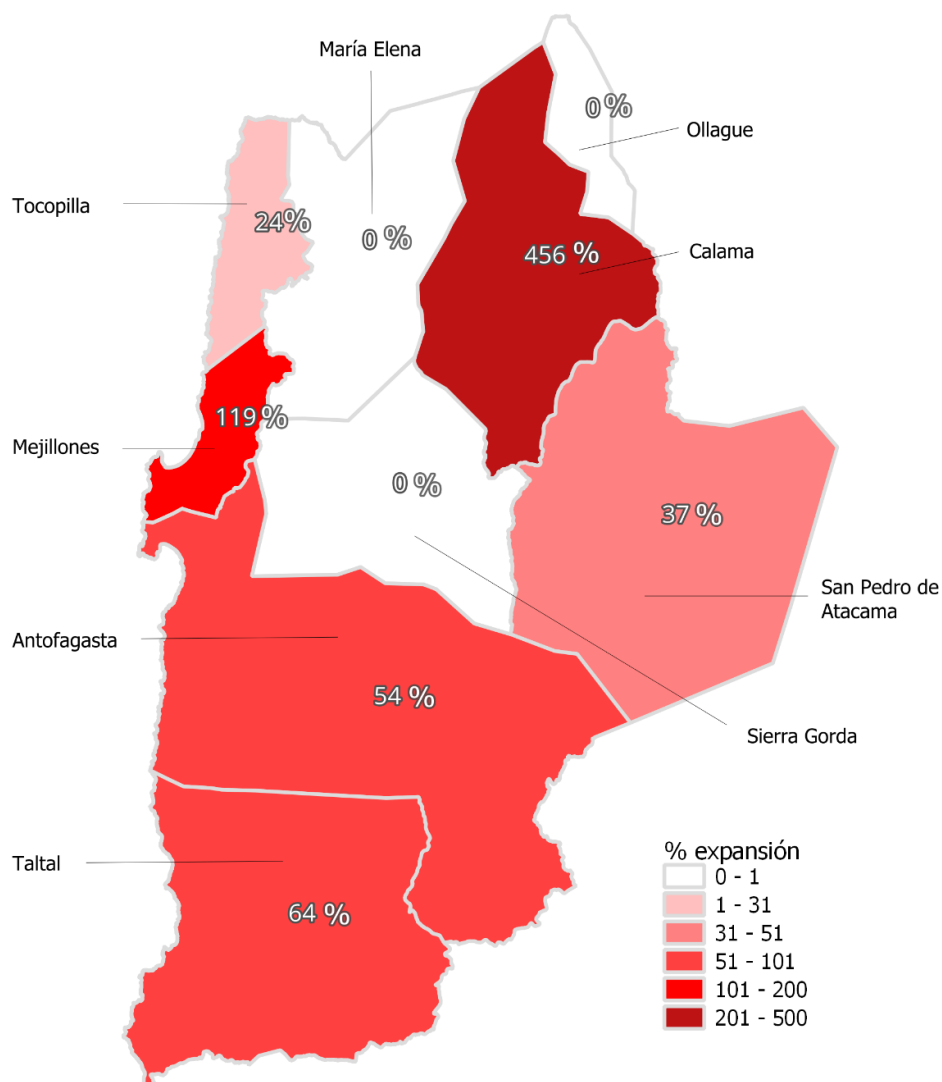 María Elena
0 %
Ollague
Tocopilla
24%
0 %
456 %
Calama
119 %
Mejillones
0 %
37 %
San Pedro de
Atacama
Antofagasta
54 %
Sierra Gorda
Taltal
64 %
% expansión
0 - 1
1 - 31
31 - 51
51 - 101
101 - 200
201 - 500